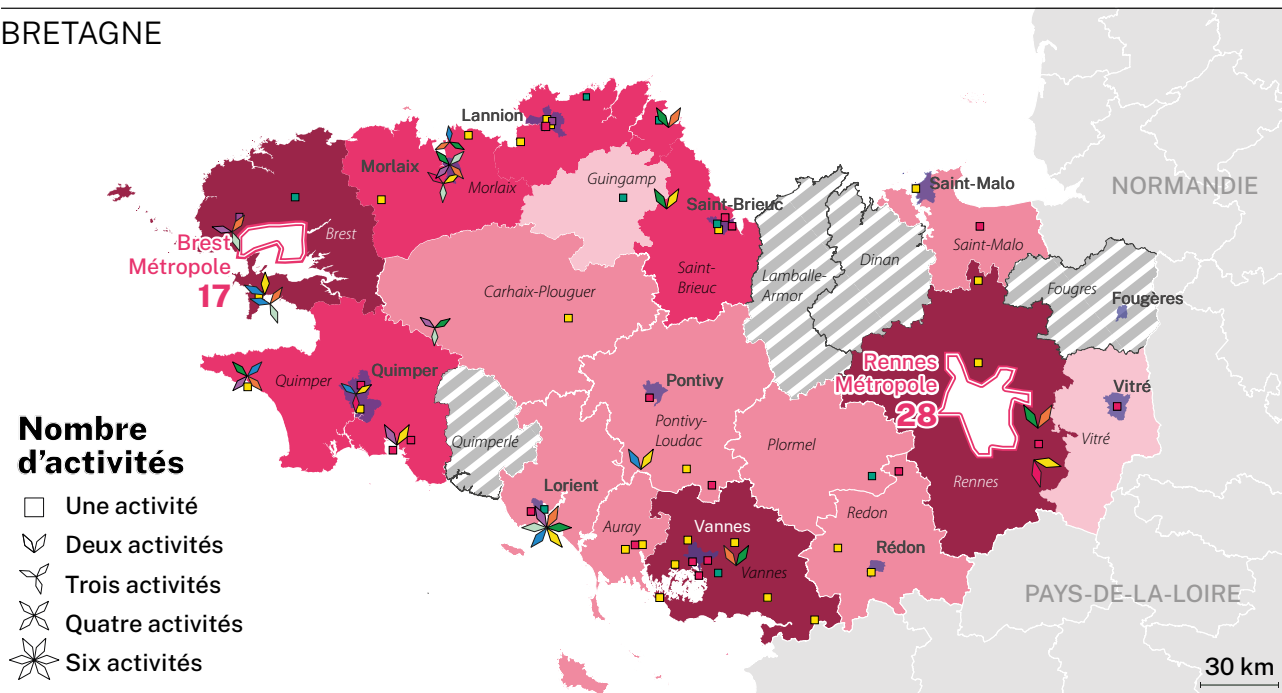 BRETAGNE
NORMANDIE
PAYS-DE-LA-LOIRE
Lannion
Morlaix
Morlaix
Guingamp
Saint-Brieuc
Saint-
Brieuc
Saint-Malo
Saint-Malo
Brest
Brest
Métropole
17
Lamballe-
Armor
Dinan
Fougres
Fougères
Carhaix-Plouguer
Quimper
Quimper
Pontivy
Pontivy-
Loudac
Rennes
Métropole
28
Vitré
Vitré
Quimperlé
Plormel
Rennes
Lorient
Auray
Vannes
Vannes
Redon
Rédon
Nombre
d’activités
Une activité
Deux activités
Trois activités
Quatre activités
Six activités
30 km